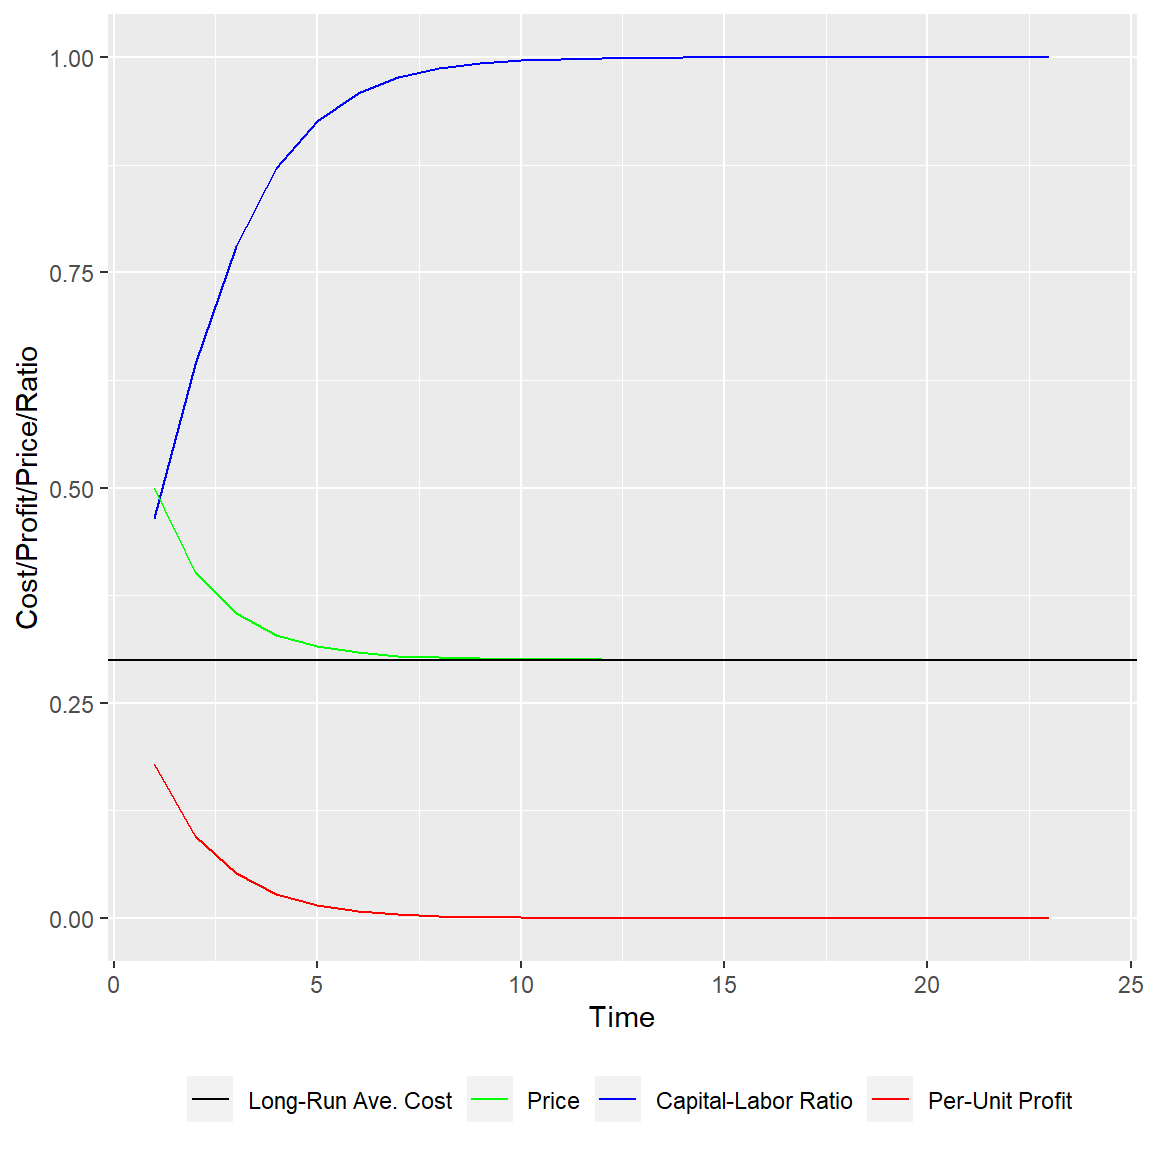 1.00
0.75
0.50
0.25
0.00
Cost/Profit/Price/Ratio
0 5 10 15 20 25
Time
Long-Run Ave. Cost Price Capital-Labor Ratio Per-Unit Profit